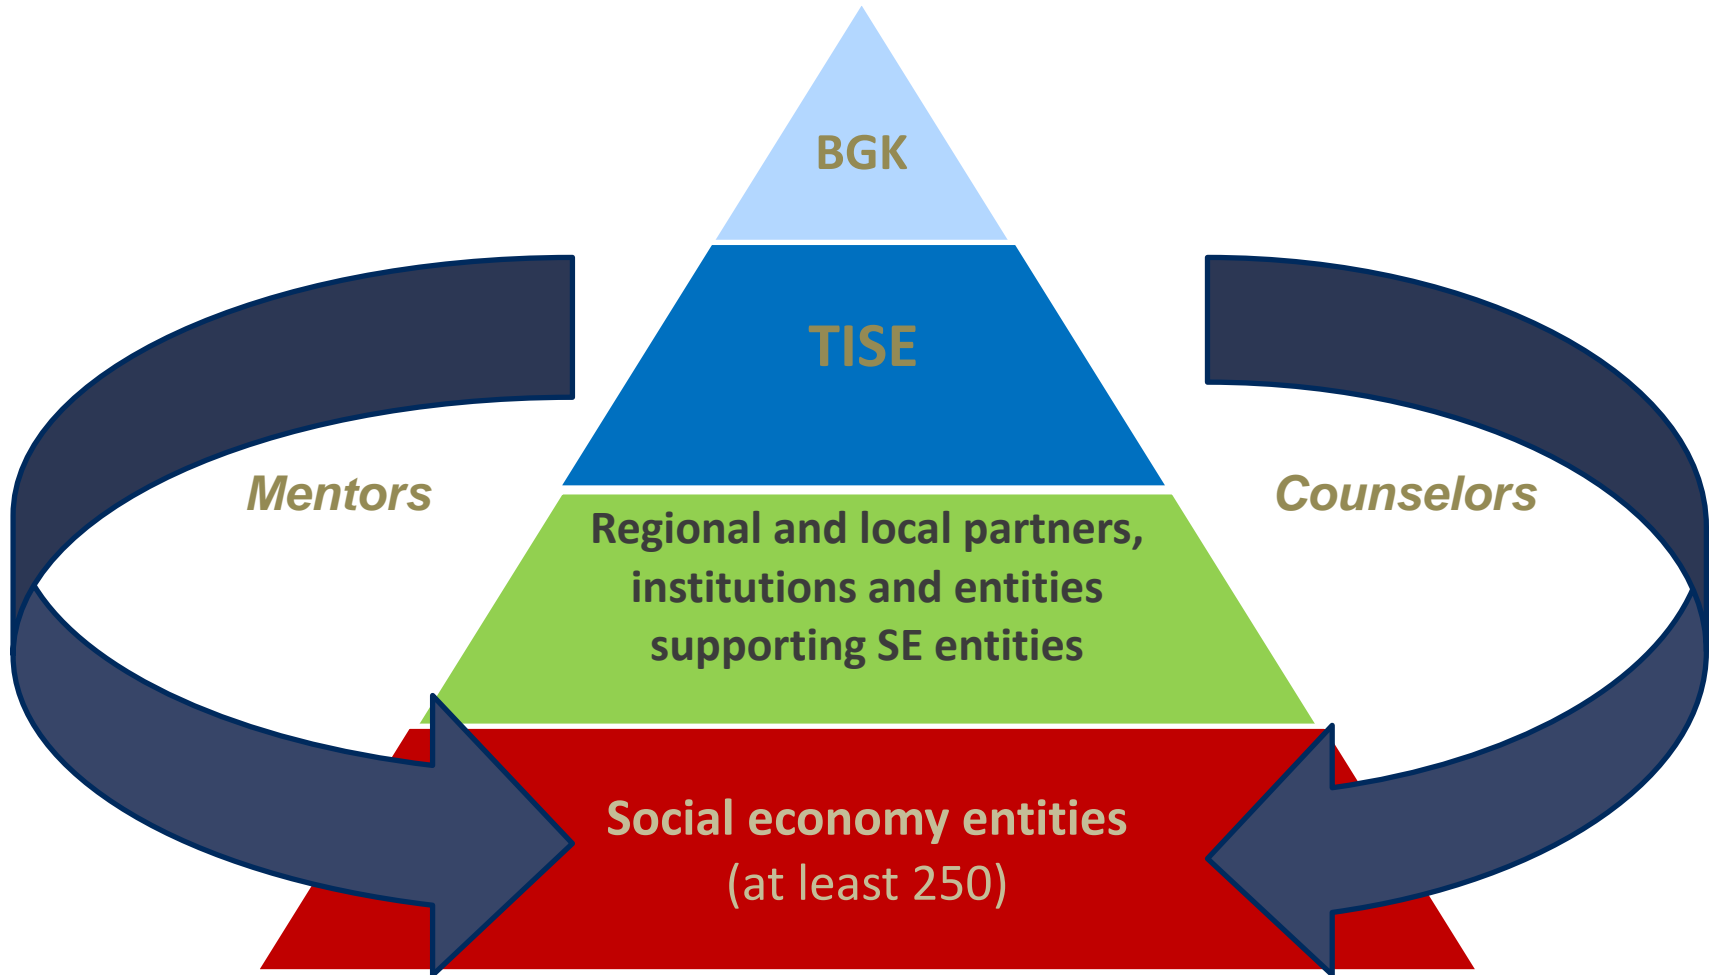 BGK
TISE
Mentors
Counselors
Regional and local partners,
institutions and entities
supporting SE entities
Social economy entities
(at least 250)